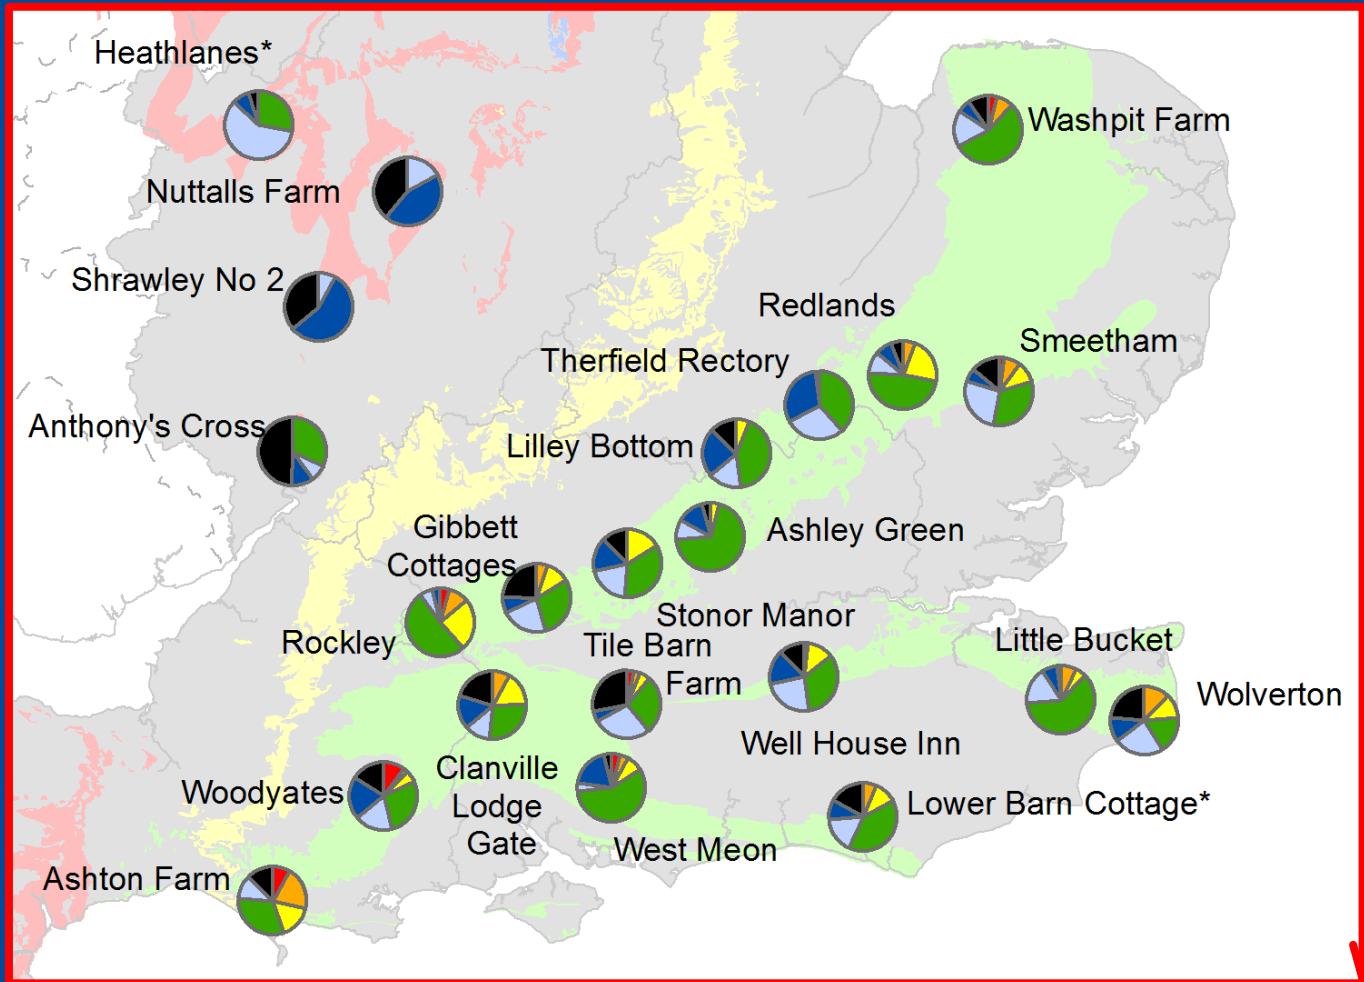 Heathlanes*
Washpit Farm
Nuttalls Farm
Shrawley No 2
Redlands
Smeetham
Therfield Rectory
Anthony's Cross
Lilley Bottom
Gibbett
Cottages
Ashley Green
Stonor Manor
Rockley
Tile Barn
Farm
Little Bucket
Wolverton
Well House Inn
Clanville
Lodge
Gate
Woodyates
Lower Barn Cottage*
West Meon
Ashton Farm